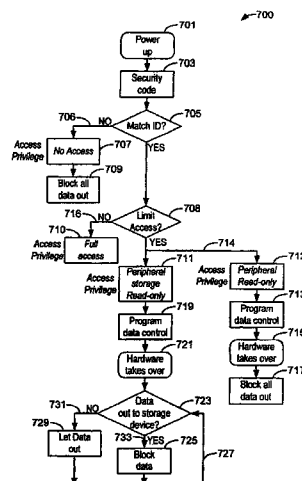 700
701
Power
up
703
Security
code
706
NO
705
Match ID?
Access
Privilege
No Access
707
YES
709
Block all
data out
716
NO
708
Limit
Access?
710
YES
714
Access
Privilege
Full
access
711
Access
Privilege
Peripheral
storage
Read-only
712
Access
Privilege
Peripheral
Read-only
719
Program
data control
713
Program
data control
721
Hardware
takes over
715
Hardware
takes over
717
Block all
data out
731
NO
723
Data
out to storage
device?
729
733
YES
725
Let Data
out
Block
data
727